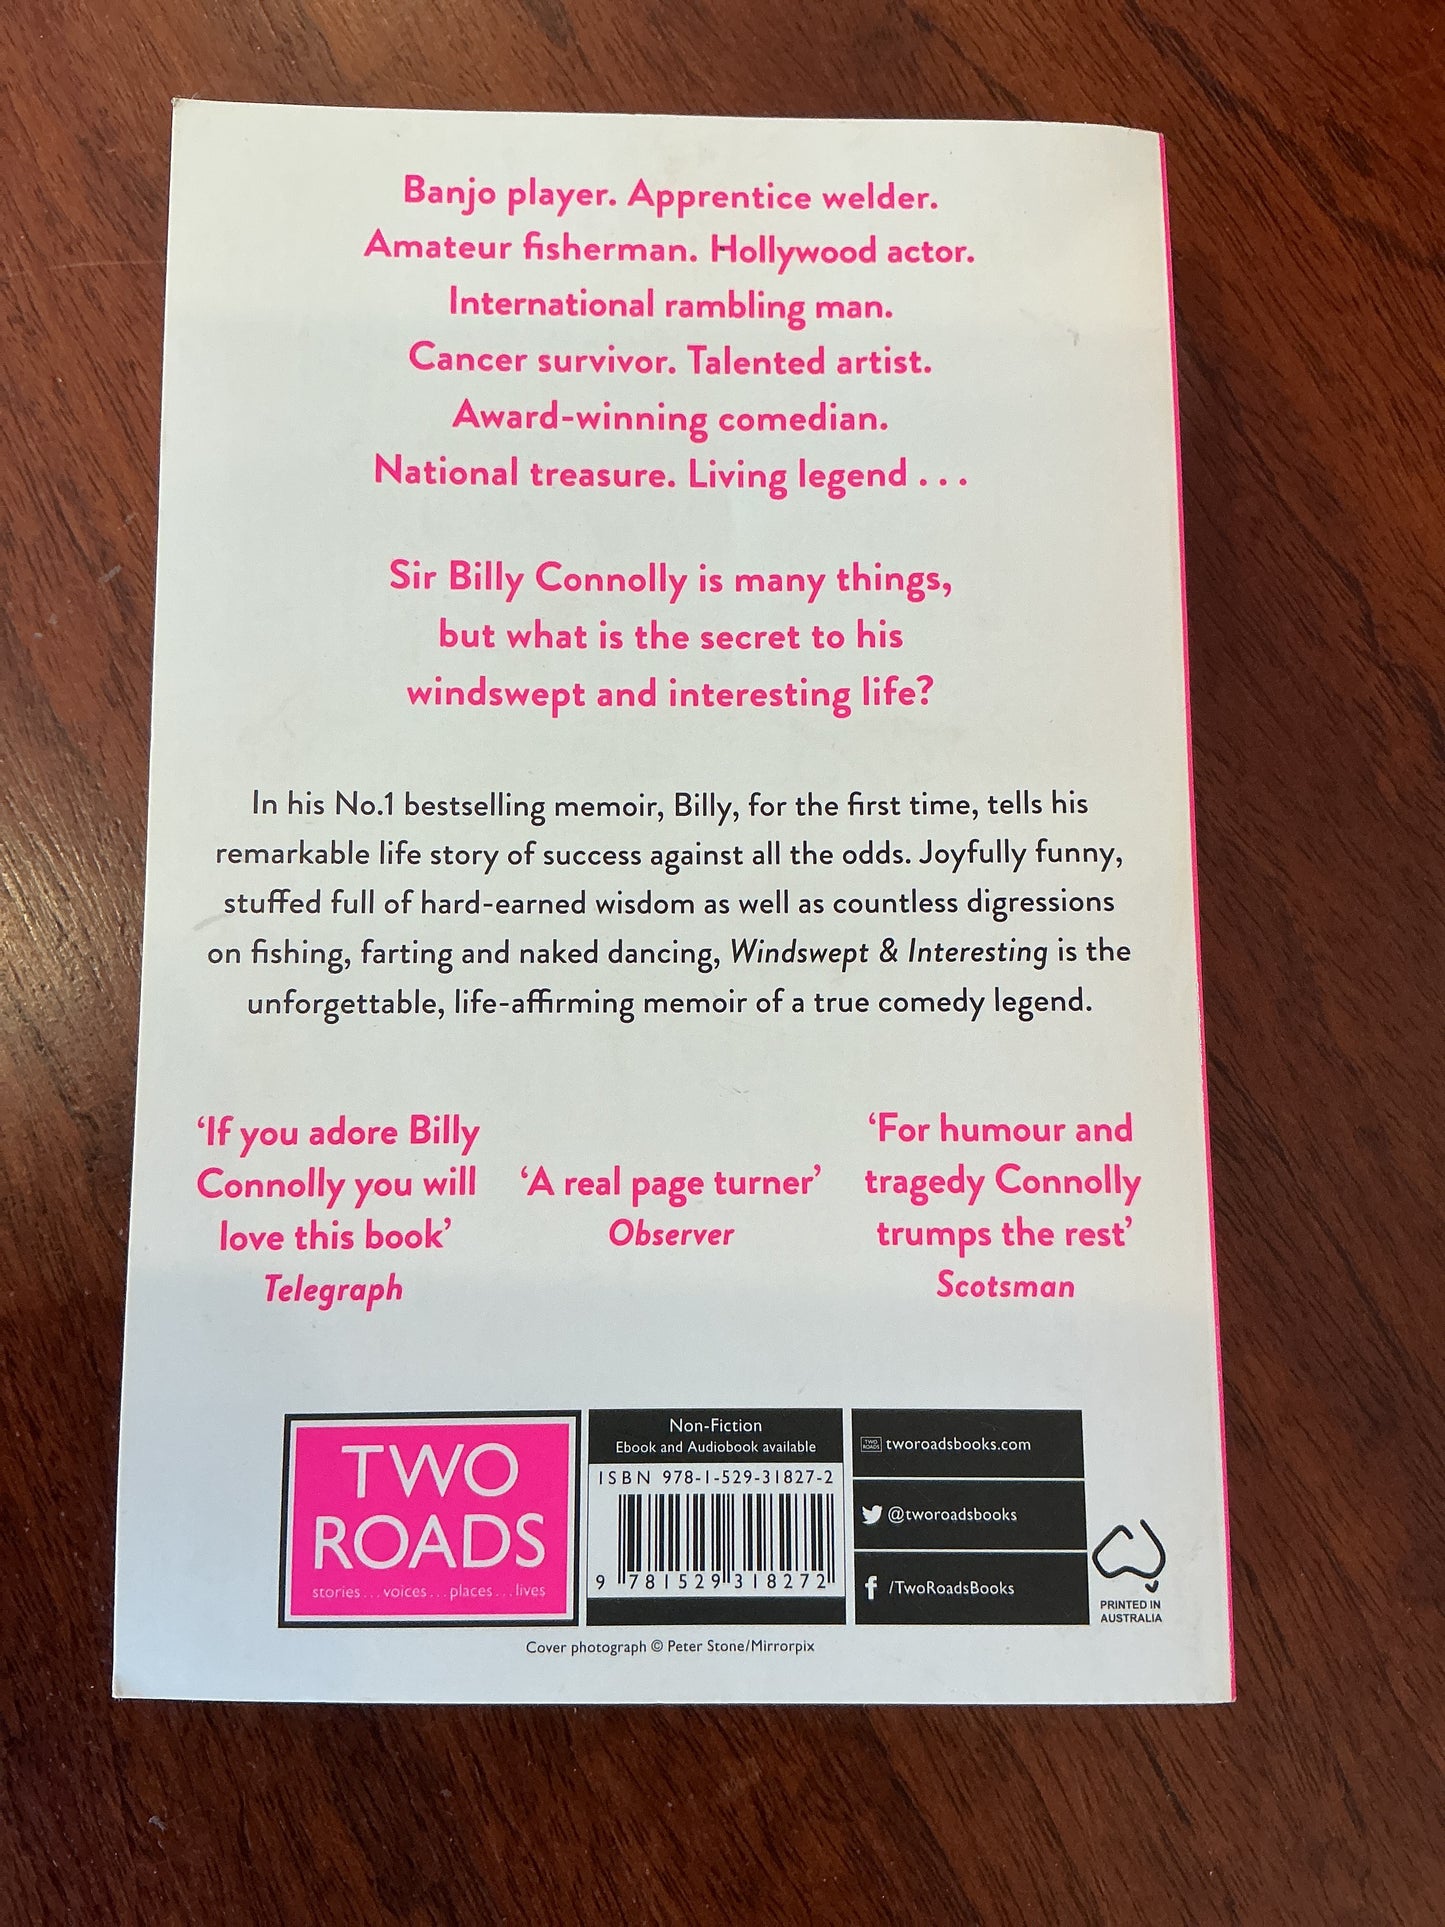 Banjo player. Apprentice welder.
Amateur fisherman. Hollywood actor.
International rambling man.
Cancer survivor. Talented artist.
Award-winning comedian.
National treasure. Living legend . . .
Sir Billy Connolly is many things,
but what is the secret to his
windswept and interesting life?
In his No.1 bestselling memoir, Billy, for the first time, tells his
remarkable life story of success against all the odds. Joyfully funny,
stuffed full of hard-earned wisdom as well as countless digressions
on fishing, farting and naked dancing, Windswept & Interesting is the
unforgettable, life-affirming memoir of a true comedy legend.
‘If you adore Billy
Connolly you will
love this book’
Telegraph
‘A real page turner’
Observer
‘For humour and
tragedy Connolly
trumps the rest’
Scotsman
TWO
ROADS
stories...voices...places...lives
Non-Fiction
Ebook and Audiobook available
ISBN 978-1-529-31827-2
9 781529 318272
TWO
ROADS
tworoadsbooks.com
@tworoadsbooks
/TwoRoadsBooks
PRINTED IN
AUSTRALIA
Cover photograph © Peter Stone/Mirrorpix